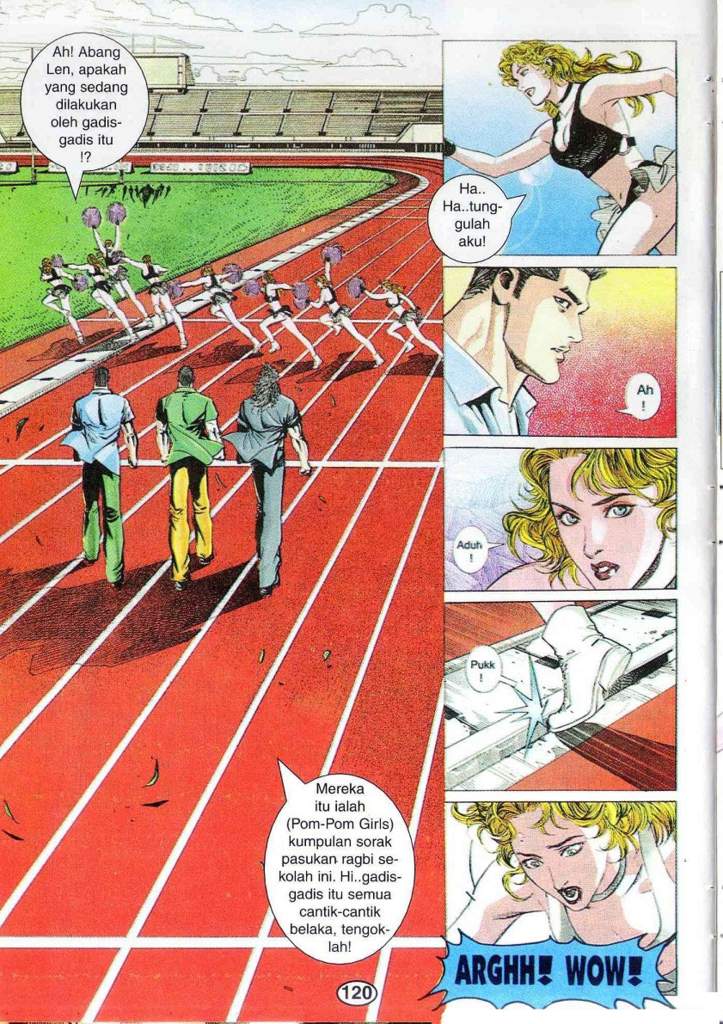 Ah! Abang
Len, apakah
yang sedang
dilakukan
oleh gadis-
gadis itu
!?
Ha..
Ha..tung-
gulah
aku!
Ah
!
Aduh
!
Pukk
!
Mereka
itu ialah
(Pom-Pom Girls)
kumpulan sorak
pasukan ragbi se-
kolah ini. Hi..gadis-
gadis itu semua
cantik-cantik
belaka, tengok-
lah!
ARGHH! WOW!
120